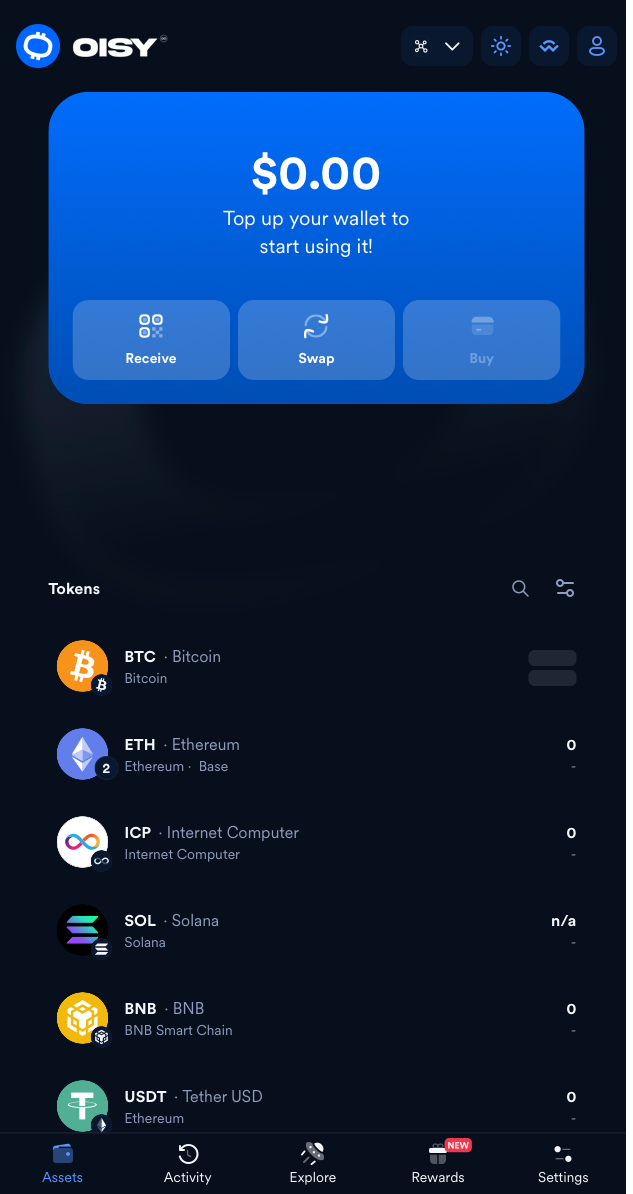 OISY
$0.00
Top up your wallet to
start using it!
Receive
Swap
Buy
Tokens
BTC · Bitcoin
Bitcoin
2
ETH · Ethereum
0
Ethereum · Base
-
ICP · Internet Computer
0
Internet Computer
-
SOL · Solana
n/a
Solana
-
BNB · BNB
0
BNB Smart Chain
-
USDT · Tether USD
0
Ethereum
-
NEW
Assets
Activity
Explore
Rewards
Settings